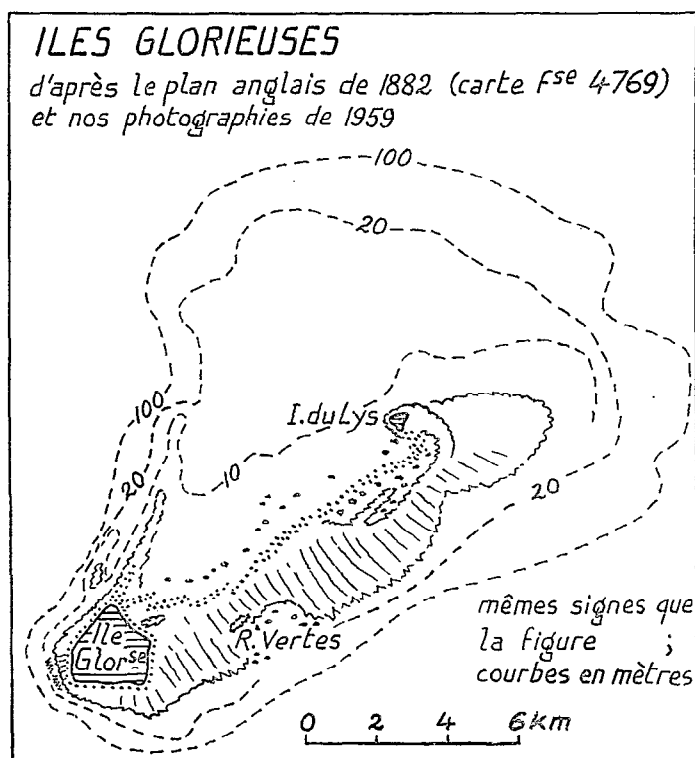 ILES GLORIEUSES
d'après le plan anglais de 1882 (carte Fse 4769)
et nos photographies de 1959
100
20
I. du Lys
100
10
20
20
Ile
Glorse
R. Vertes
mêmes signes que
la figure ;
courbes en mètres
0 2 4 6 km